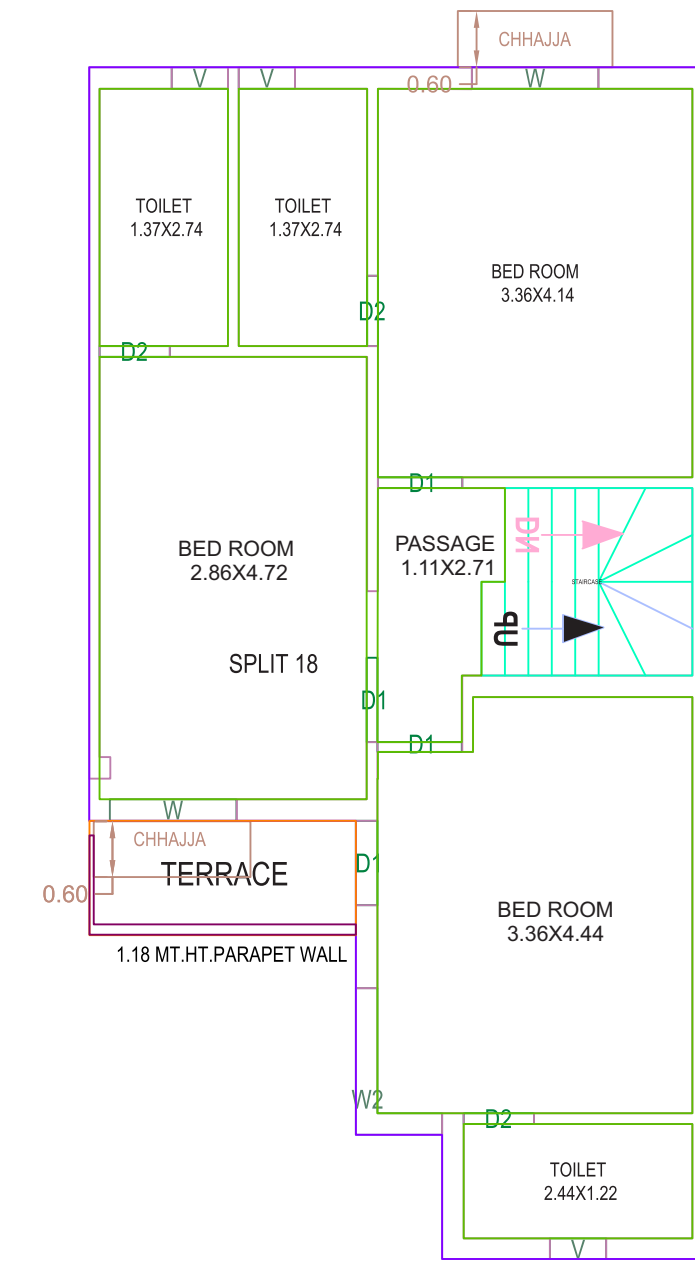 CHHAJJA
0.60
V
V
W
TOILET
1.37X2.74
TOILET
1.37X2.74
BED ROOM
3.36X4.14
D2
D2
D1
BED ROOM
2.86X4.72
PASSAGE
1.11X2.71
DN
STAIRCASE
UP
SPLIT 18
D1
D1
W
CHHAJJA
TERRACE
D1
0.60
1.18 MT.HT.PARAPET WALL
BED ROOM
3.36X4.44
W2
D2
TOILET
2.44X1.22
V